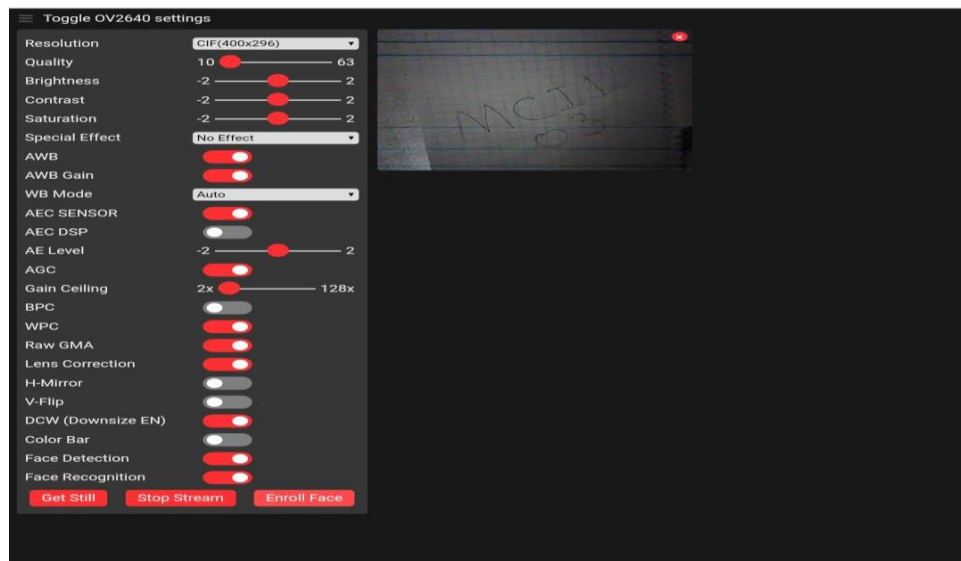 Toggle OV2640 settings
Resolution CIF(400x296)
Quality 10 63
Brightness -2 2
Contrast -2 2
Saturation -2 2
Special Effect No Effect
AWB
AWB Gain
WB Mode Auto
AEC SENSOR
AEC DSP
AE Level -2 2
AGC
Gain Ceiling 2x 128x
BPC
WPC
Raw GMA
Lens Correction
H-Mirror
V-Flip
DCW (Downsize EN)
Color Bar
Face Detection
Face Recognition
Get Still Stop Stream Enroll Face